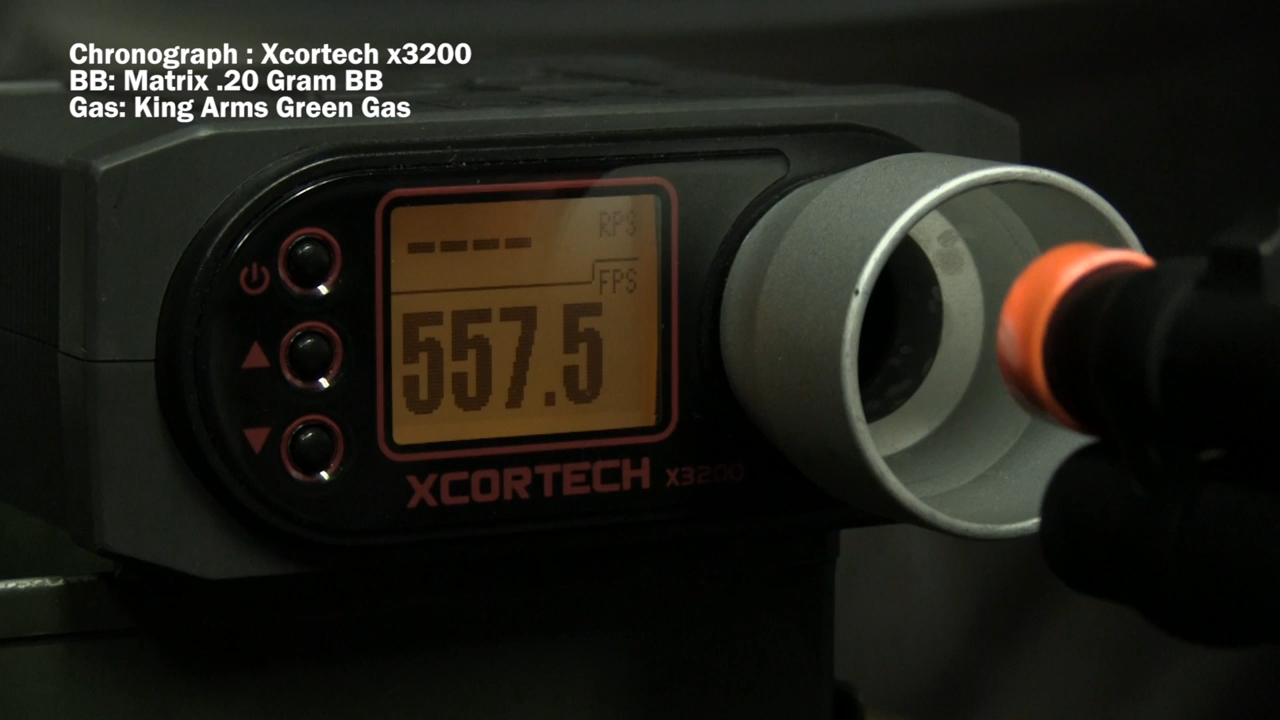 Chronograph : Xcortech x3200
BB: Matrix .20 Gram BB
Gas: King Arms Green Gas
---- RPS
FPS
557.5
XCORTECH X3200